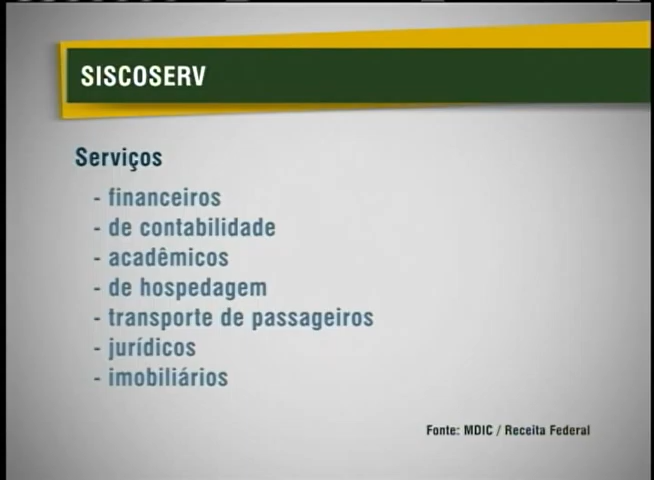 SISCOSERV
Serviços
- financeiros
- de contabilidade
- acadêmicos
- de hospedagem
- transporte de passageiros
- jurídicos
- imobiliários
Fonte: MDIC / Receita Federal